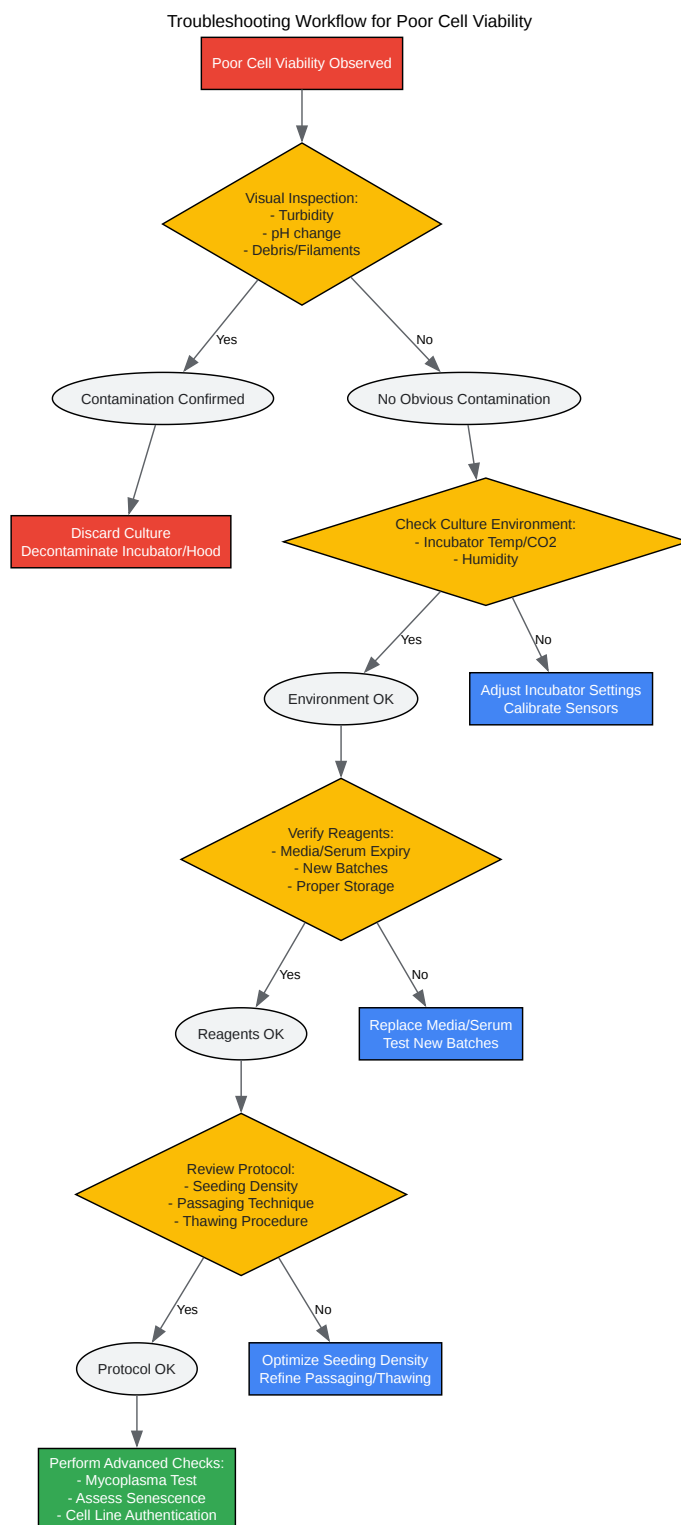 Troubleshooting Workflow for Poor Cell Viability
Poor Cell Viability Observed
Visual Inspection:
- Turbidity
- pH change
- Debris/Filaments
Yes
No
Contamination Confirmed
No Obvious Contamination
Discard Culture
Decontaminate Incubator/Hood
Check Culture Environment:
- Incubator Temp/CO2
- Humidity
Yes
No
Environment OK
Adjust Incubator Settings
Calibrate Sensors
Verify Reagents:
- Media/Serum Expiry
- New Batches
- Proper Storage
Yes
No
Reagents OK
Replace Media/Serum
Test New Batches
Review Protocol:
- Seeding Density
- Passaging Technique
- Thawing Procedure
Yes
No
Protocol OK
Optimize Seeding Density
Refine Passaging/Thawing
Perform Advanced Checks:
- Mycoplasma Test
- Assess Senescence
- Cell Line Authentication